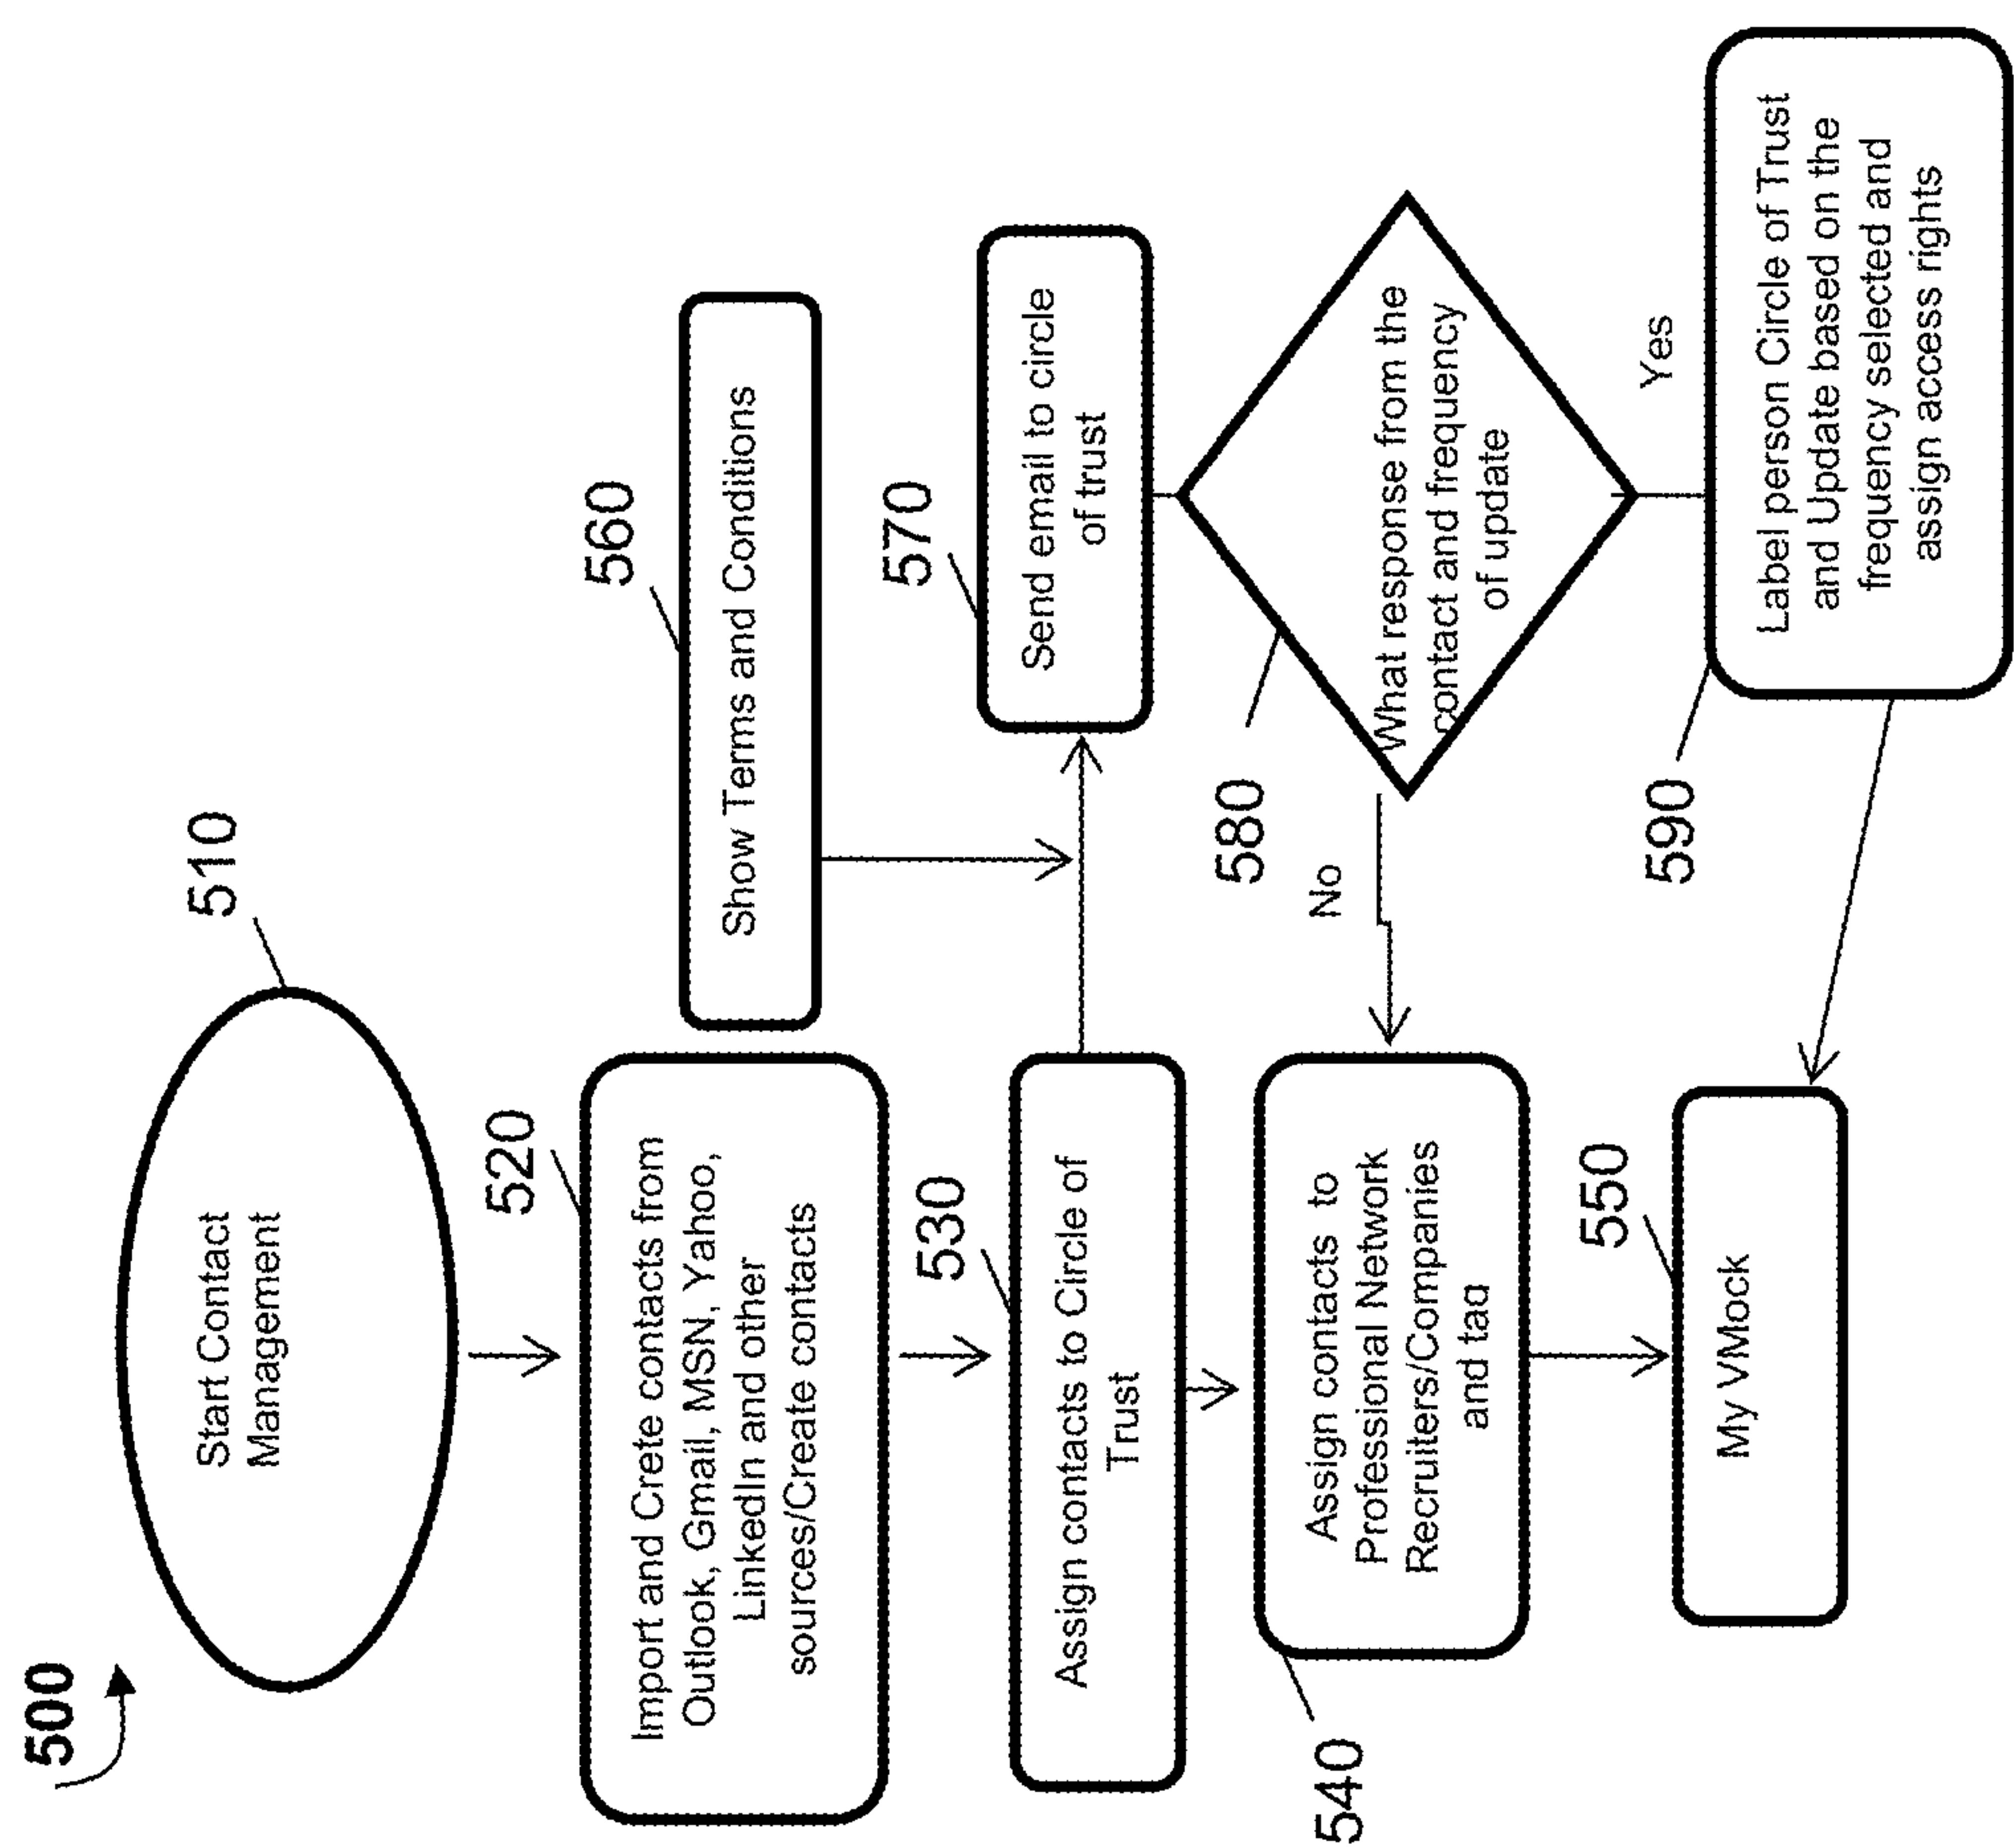 500
510
Start Contact
Management
520
Import and Crete contacts from
Outlook, Gmail, MSN, Yahoo,
LinkedIn and other
sources/Create contacts
560
Show Terms and Conditions
530
Assign contacts to Circle of
Trust
570
Send email to circle
of trust
540
Assign contacts to
Professional Network
Recruiters/Companies
and tag
No
580
What response from the
contact and frequency
of update
Yes
550
My VMock
590
Label person Circle of Trust
and Update based on the
frequency selected and
assign access rights